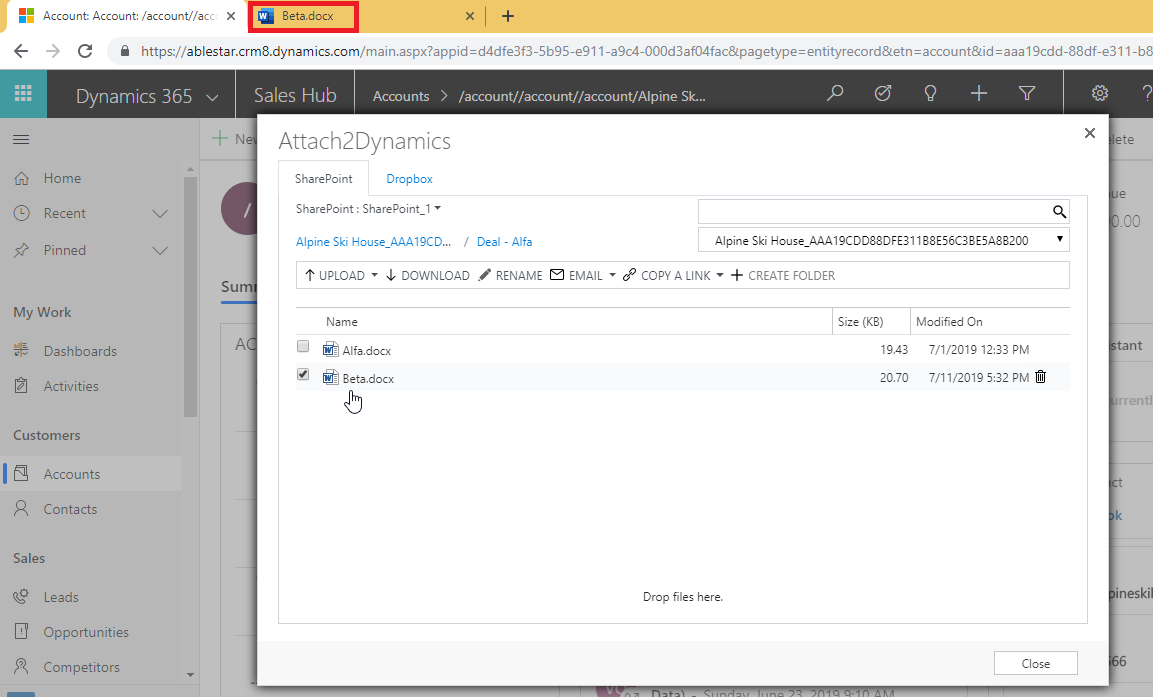 Account: Account: /account//acc
Beta.docx
https://ablestar.crm8.dynamics.com/main.aspx?appid=d4dfe3f3-5b95-e911-a9c4-000d3af04fac&pagetype=entityrecord&etn=account&id=aaa19cdd-88df-e311-b8
Dynamics 365
Sales Hub
Accounts > /account//account//account/Alpine Sk...
Home
Recent
Pinned
My Work
Dashboards
Activities
Customers
Accounts
Contacts
Sales
Leads
Opportunities
Competitors
New
Summ
AC
Attach2Dynamics
SharePoint Dropbox
SharePoint : SharePoint_1
Alpine Ski House_AAA19CD... / Deal - Alfa
Alpine Ski House_AAA19CDD88DFE311B8E56C3BE5A8B200
UPLOAD DOWNLOAD RENAME EMAIL COPY A LINK CREATE FOLDER
Name Size (KB) Modified On
Alfa.docx 19.43 7/1/2019 12:33 PM
Beta.docx 20.70 7/11/2019 5:32 PM
Drop files here.
Close
elete
ue
00.00
stant
urrentl
act
ok
pineskil
566
Data) - Sunday, June 23, 2019 9:10 AM